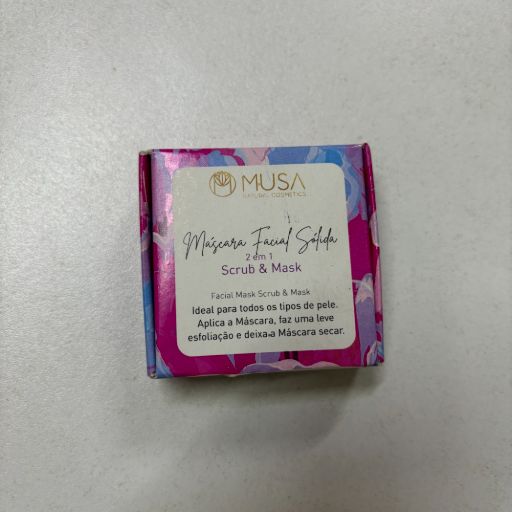 MUSA
NATURAL COSMETICS
Máscara Facial Sólida
2 em 1
Scrub & Mask
Facial Mask Scrub & Mask
Ideal para todos os tipos de pele.
Aplica a Máscara, faz uma leve
esfoliação e deixa a Máscara secar.